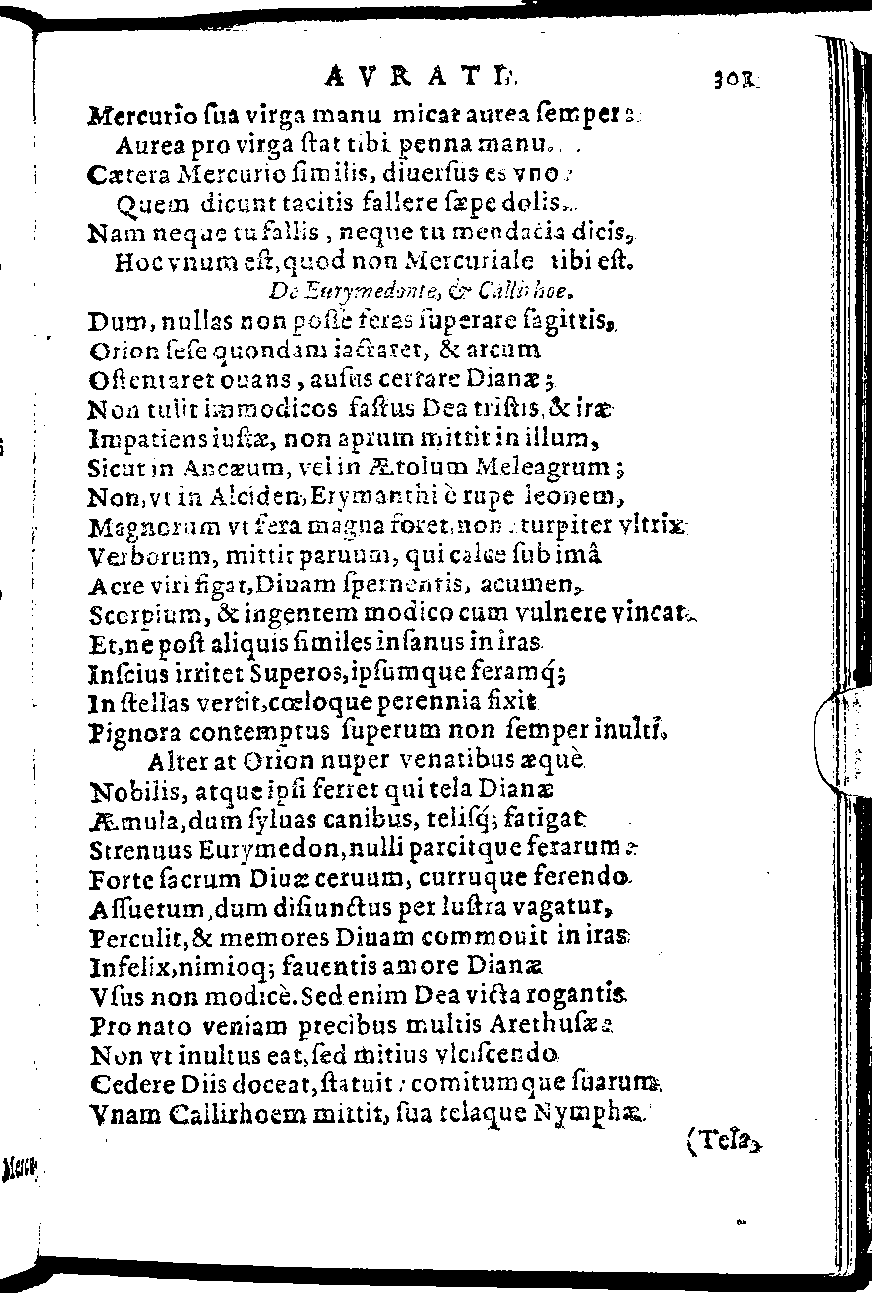 AVRATI.
301
Mercurio ſua virga manu micat aurea ſemper:
Aurea pro virga ſtat tibi penna manu.
Cætera Mercurio ſimilis, diuerſus es vno:
Quem dicunt tacitis fallere ſæpe dolis.
Nam neque tu fallis, neque tu mendacia dicis,
Hoc vnum eſt, quod non Mercuriale tibi eſt.
De Eurymedonte, & Callirhoe.
Dum, nullas non poſſe feras ſuperare ſagittis,
Orion ſeſe quondam iactaret, & arcum
Oſtentaret ouans, auſus certare Dianæ;
Non tulit immodicos faſtus Dea triſtis, & iræ
Impatiens iuſtæ, non aprum mittit in illum,
Sicut in Ancæum, vel in Ætolum Meleagrum;
Non, vt in Alciden, Erymanthi è rupe leonem,
Magnorum vt fera magna foret, non turpiter vltrix
Verborum, mittit paruum, qui calce ſub imâ
Acre viri figat, Diuam ſpernentis, acumen,
Scorpium, & ingentem modico cum vulnere vincat.
Et, ne poſt aliquis ſimiles inſanus in iras
Inſcius irritet Superos, ipſumque feramq́;
In ſtellas vertit, cœloque perennia fixit
Pignora contemptus ſuperum non ſemper inulti.
Alter at Orion nuper venatibus æquè
Nobilis, atque ipſi ferret qui tela Dianæ
Æmula, dum ſyluas canibus, teliſq́; fatigat
Strenuus Eurymedon, nulli parcitque ferarum:
Forte ſacrum Diuæ ceruum, curruque ferendo
Aſſuetum, dum diſiunctus per luſtra vagatur,
Perculit, & memores Diuam commouit in iras
Infelix, nimioq; fauentis amore Dianæ
Vſus non modicè. Sed enim Dea victa rogantis
Pro nato veniam precibus multis Arethuſæ:
Non vt inultus eat, ſed mitius vlciſcendo
Cedere Diis doceat, ſtatuit: comitumque ſuarum
Vnam Callirhoem mittit, ſua telaque Nymphæ
(Tela,
Mercu-